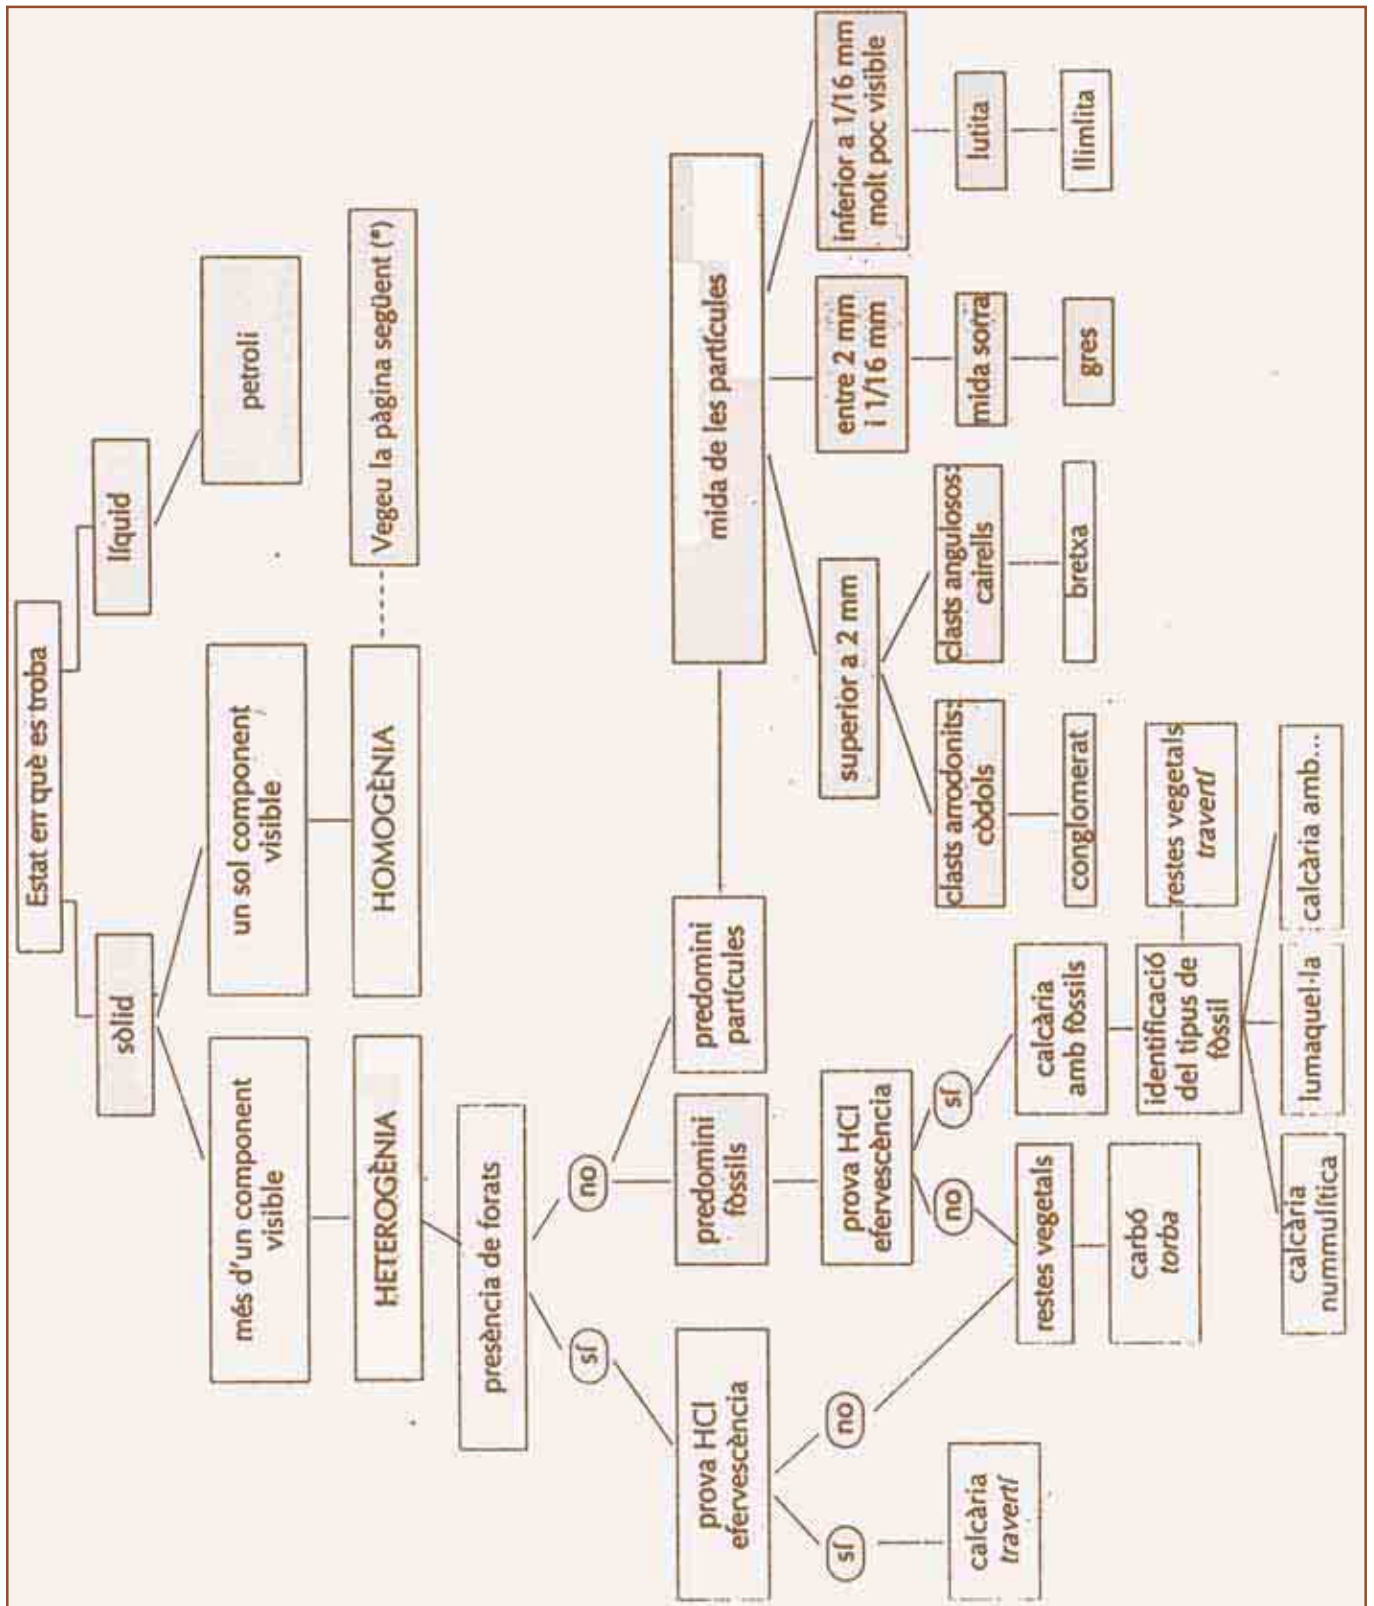 Estat en què es troba
sòlid
líquid
més d'un component
visible
un sol component
visible
petroli
HETEROGÈNIA
HOMOGÈNIA
Vegeu la pàgina següent (*)
presència de forats
sí
no
prova HCl
efervescència
predomini
fòssils
predomini
partícules
mida de les partícules
sí
no
prova HCl
efervescència
superior a 2 mm
entre 2 mm
i 1/16 mm
inferior a 1/16 mm
molt poc visible
calcària
travertí
no
sí
clasts arrodonits:
còdols
clasts angulosos:
cairells
mida sorra
lutita
restes vegetals
calcària
amb fòssils
conglomerat
bretxa
gres
llimlita
carbó
torba
identificació
del tipus de
fòssil
restes vegetals
travertí
calcària
nummulítica
lumaquel·la
calcària amb...